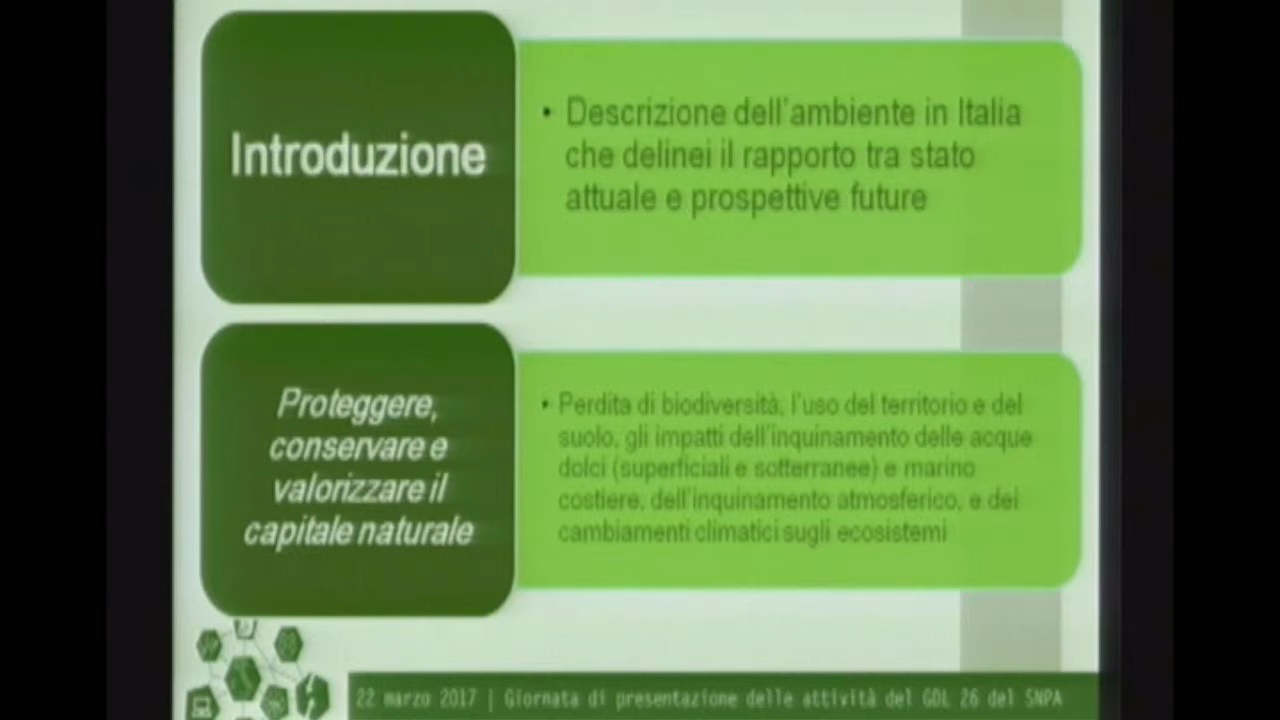 Introduzione
• Descrizione dell'ambiente in Italia
che delinei il rapporto tra stato
attuale e prospettive future
Proteggere,
conservare e
valorizzare il
capitale naturale
• Perdita di biodiversità, l'uso del territorio e del
suolo, gli impatti dell'inquinamento delle acque
dolci (superficiali e sotterranee) e marino
costiere, dell'inquinamento atmosferico, e dei
cambiamenti climatici sugli ecosistemi
22 marzo 2017 | Giornata di presentazione delle attività del GDL 26 del SNPA